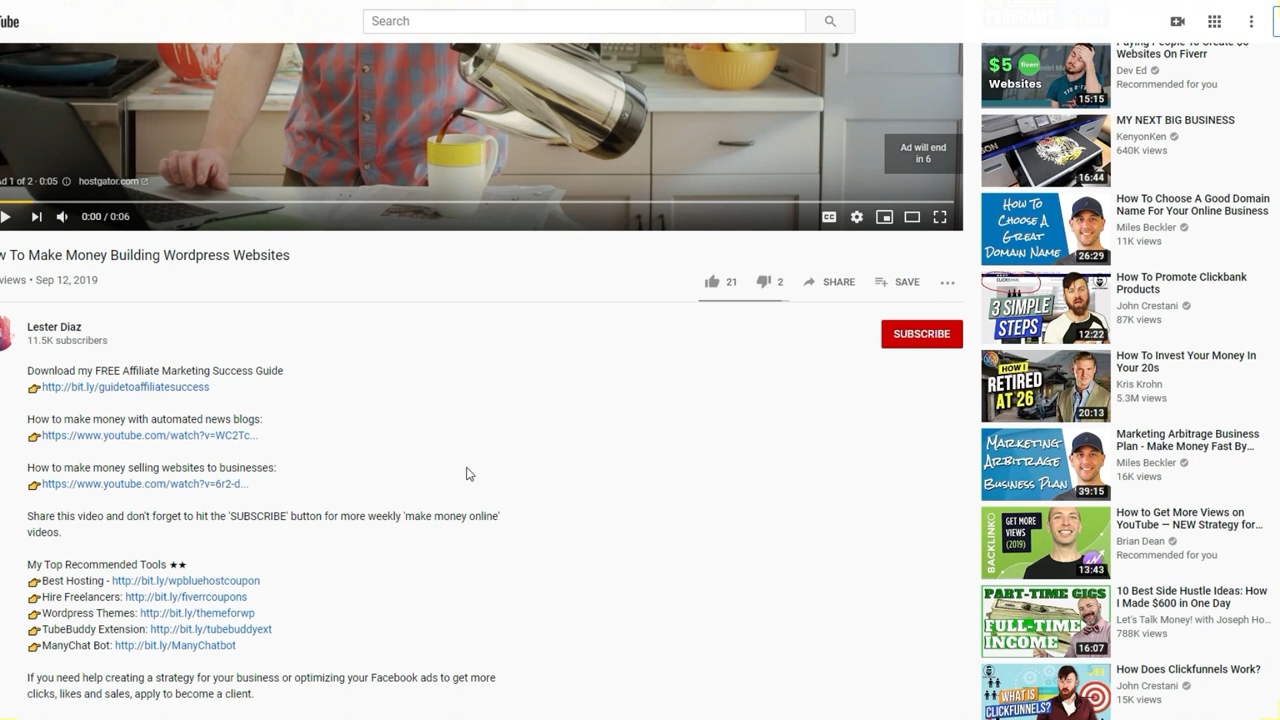 Tube
Search
Ad will end
in 6
Ad 1 of 2 · 0:05
hostgator.com
0:00 / 0:06
CC
w To Make Money Building Wordpress Websites
views • Sep 12, 2019
21
2
SHARE
SAVE
Lester Diaz
11.5K subscribers
SUBSCRIBE
Download my FREE Affiliate Marketing Success Guide
http://bit.ly/guidetoaffiliatesuccess
How to make money with automated news blogs:
https://www.youtube.com/watch?v=WC2Tc...
How to make money selling websites to businesses:
https://www.youtube.com/watch?v=6r2-d...
Share this video and don't forget to hit the 'SUBSCRIBE' button for more weekly 'make money online'
videos.
My Top Recommended Tools ★★
Best Hosting - http://bit.ly/wpbluehostcoupon
Hire Freelancers: http://bit.ly/fiverrcoupons
Wordpress Themes: http://bit.ly/themeforwp
TubeBuddy Extension: http://bit.ly/tubebuddyext
ManyChat Bot: http://bit.ly/ManyChatbot
If you need help creating a strategy for your business or optimizing your Facebook ads to get more
clicks, likes and sales, apply to become a client.
$5 fiverr
Websites
15:15
Paying People To Create $5
Websites On Fiverr
Dev Ed
Recommended for you
16:44
MY NEXT BIG BUSINESS
KenyonKen
640K views
How To
Choose A
Great
Domain Name
26:29
How To Choose A Good Domain
Name For Your Online Business
Miles Beckler
11K views
3 SIMPLE
STEPS
12:22
How To Promote Clickbank
Products
John Crestani
87K views
HOW I
RETIRED
AT 26
20:13
How To Invest Your Money In
Your 20s
Kris Krohn
5.3M views
Marketing
Arbitrage
Business Plan
39:15
Marketing Arbitrage Business
Plan - Make Money Fast By...
Miles Beckler
16K views
BACKLINKO
GET MORE
VIEWS
(2019)
13:43
How to Get More Views on
YouTube — NEW Strategy for...
Brian Dean
Recommended for you
PART-TIME GIGS
FULL-TIME
INCOME
16:07
10 Best Side Hustle Ideas: How
I Made $600 in One Day
Let's Talk Money! with Joseph Ho...
788K views
WHAT IS
CLICKFUNNELS?
How Does Clickfunnels Work?
John Crestani
15K views